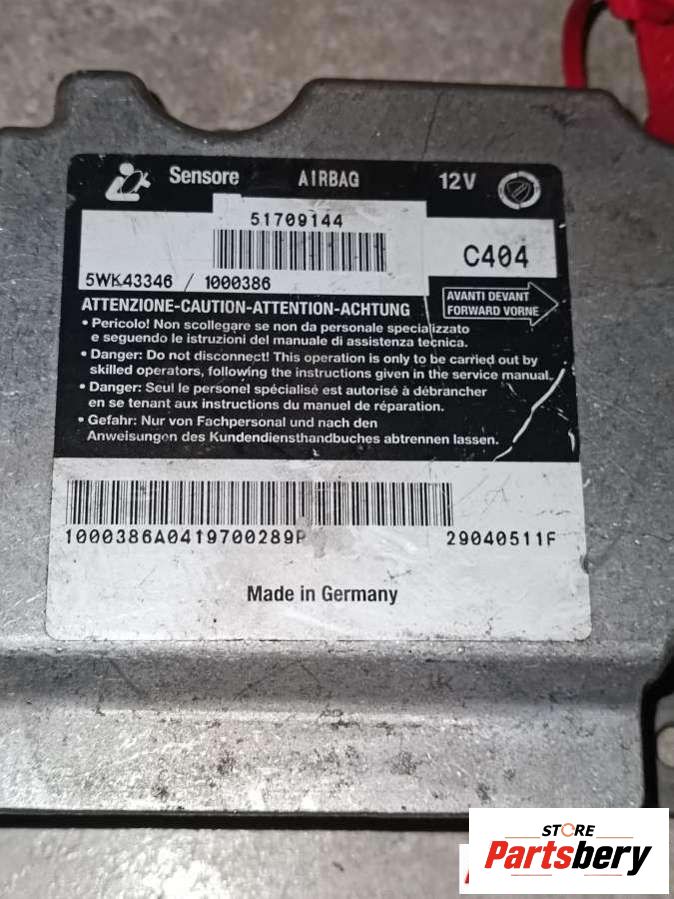 Sensore AIRBAG 12V
51709144
C404
5WK43346 / 1000386
ATTENZIONE-CAUTION-ATTENTION-ACHTUNG
AVANTI DEVANT
FORWARD VORNE
• Pericolo! Non scollegare se non da personale specializzato
e seguendo le istruzioni del manuale di assistenza tecnica.
• Danger: Do not disconnect! This operation is only to be carried out by
skilled operators, following the instructions given in the service manual.
• Danger: Seul le personel spécialisé est autorisé à débrancher
en se tenant aux instructions du manuel de réparation.
• Gefahr: Nur von Fachpersonal und nach den
Anweisungen des Kundendiensthandbuches abtrennen lassen.
1000386A0419700289P 29040511F
Made in Germany
STORE
Partsbery